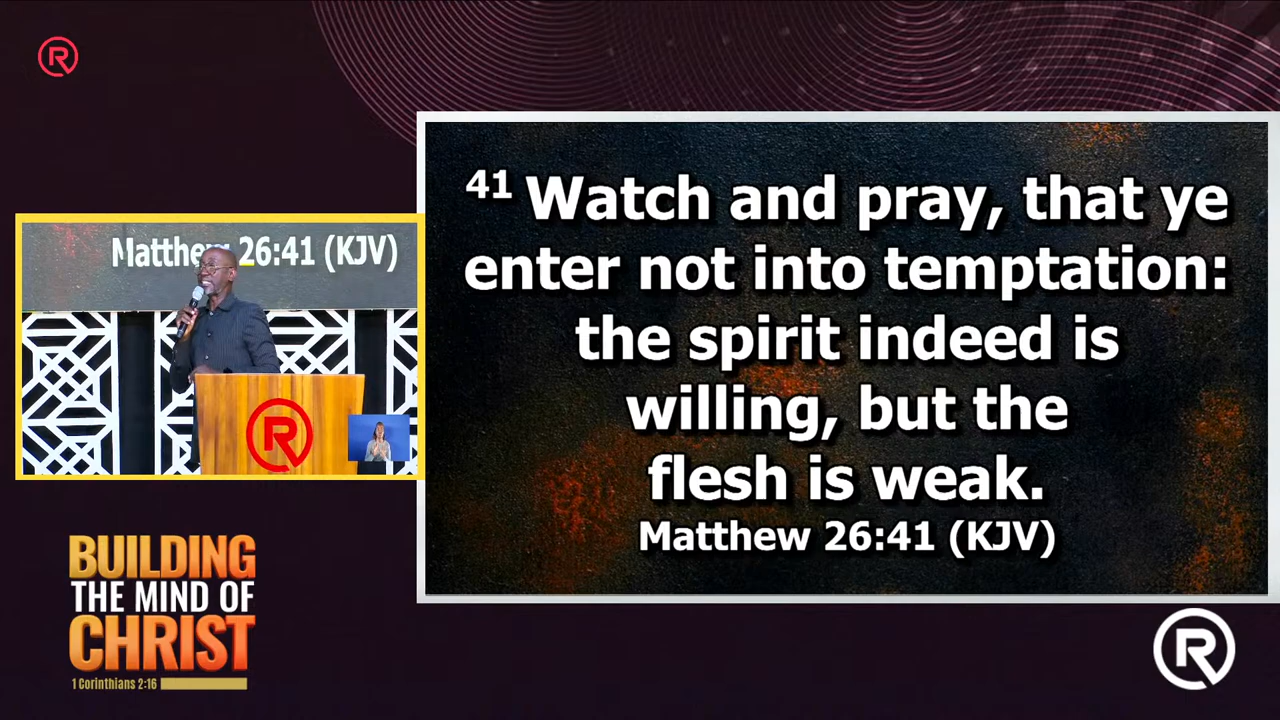 R
41 Watch and pray, that ye
enter not into temptation:
the spirit indeed is
willing, but the
flesh is weak.
Matthew 26:41 (KJV)
Matthew 26:41 (KJV)
R
BUILDING
THE MIND OF
CHRIST
1 Corinthians 2:16
R